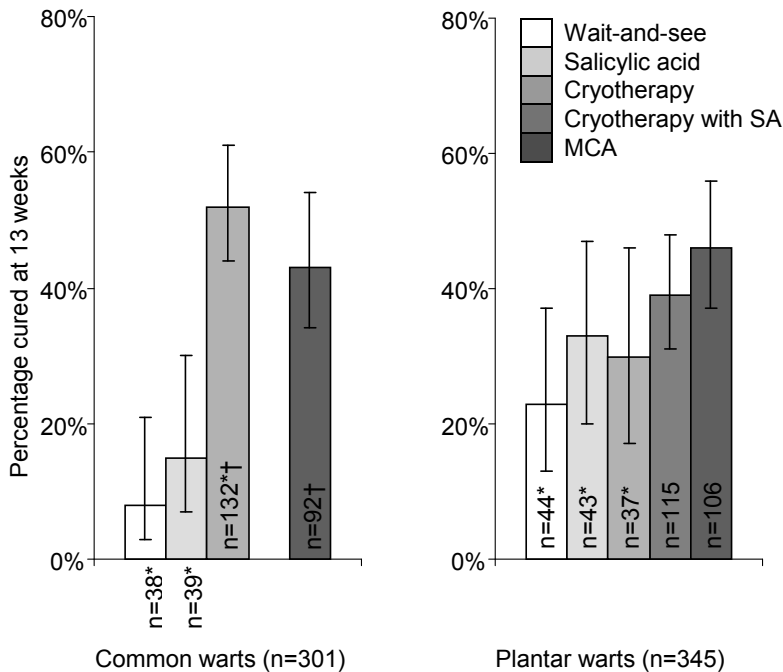 Percentage cured at 13 weeks
80%
60%
40%
20%
0%
n=38*
n=39*
n=132*†
n=92†
Common warts (n=301)
80%
60%
40%
20%
0%
Wait-and-see
Salicylic acid
Cryotherapy
Cryotherapy with SA
MCA
n=44*
n=43*
n=37*
n=115
n=106
Plantar warts (n=345)